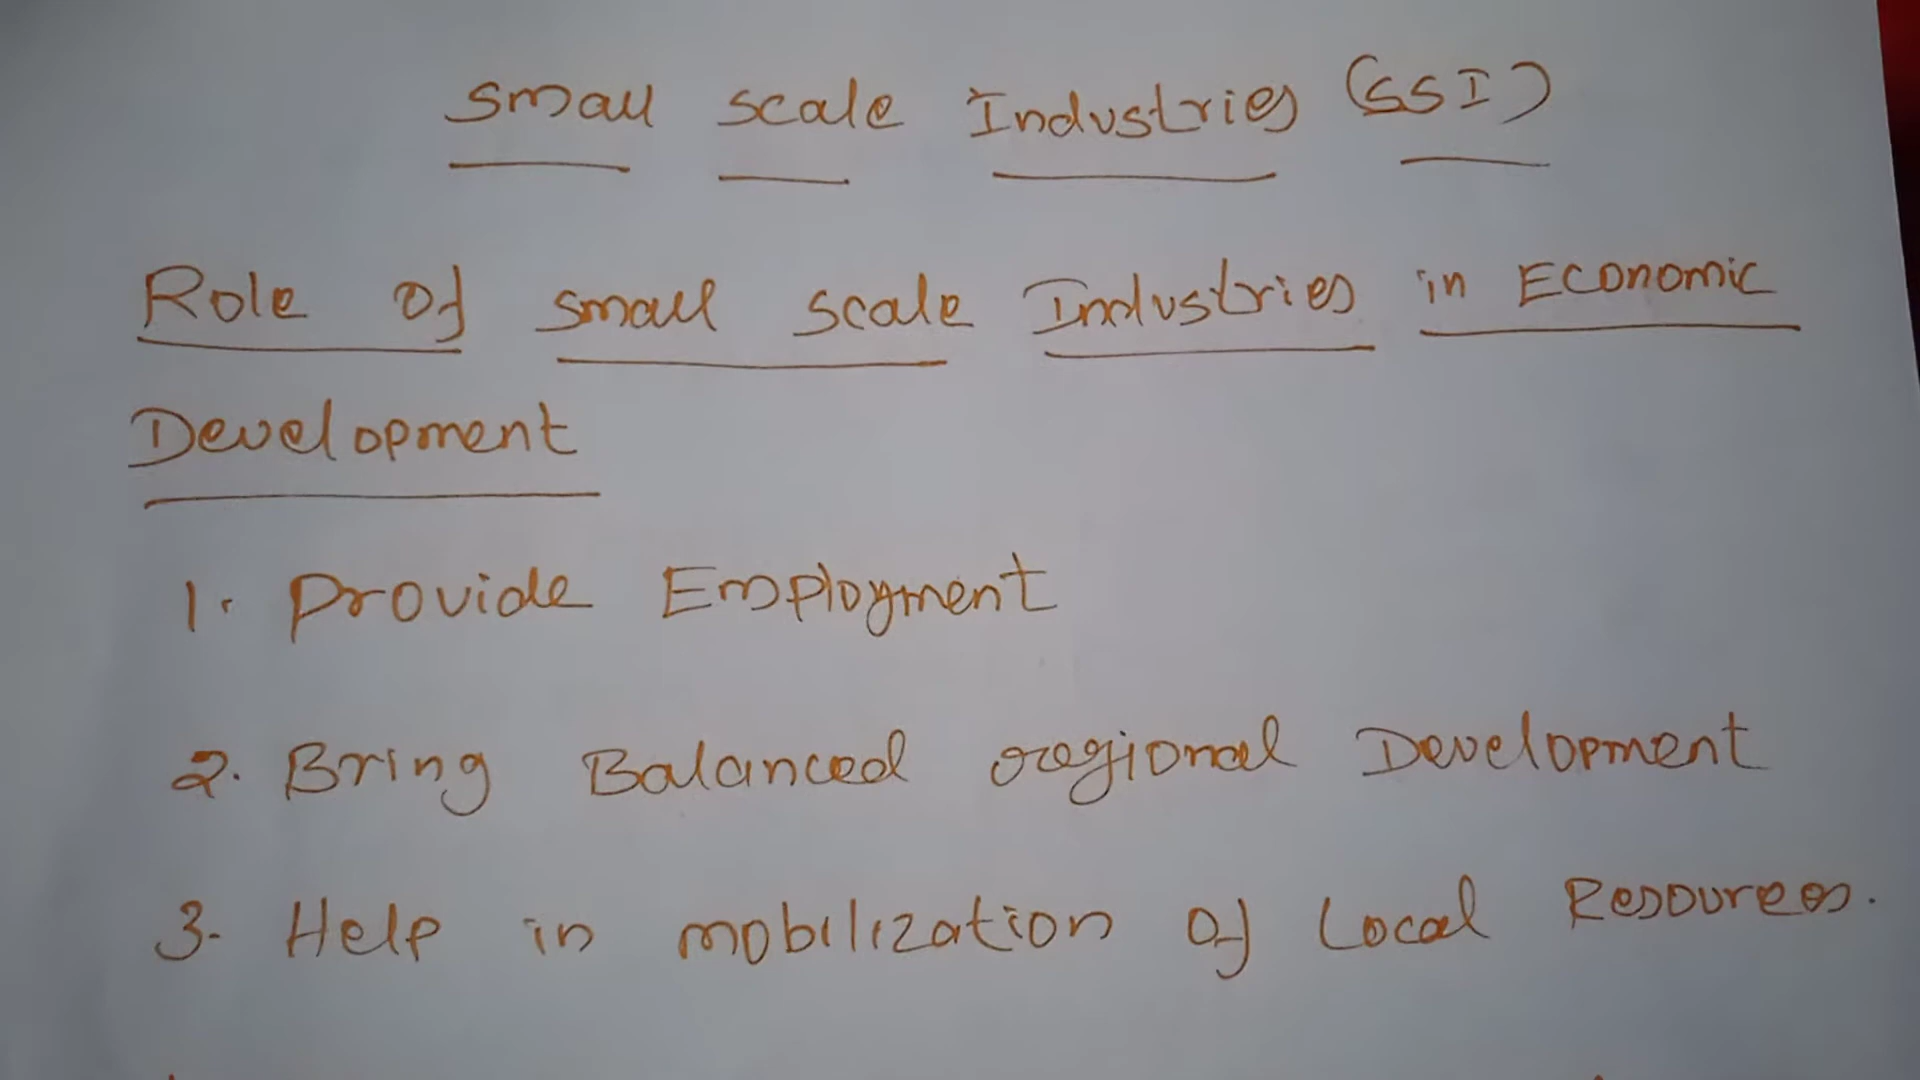 Small scale Industries (SSI)
Role Of small scale Industries in Economic
Development
1. Provide Employment
2. Bring Balanced regional Development
3. Help in mobilization Of Local Resources.